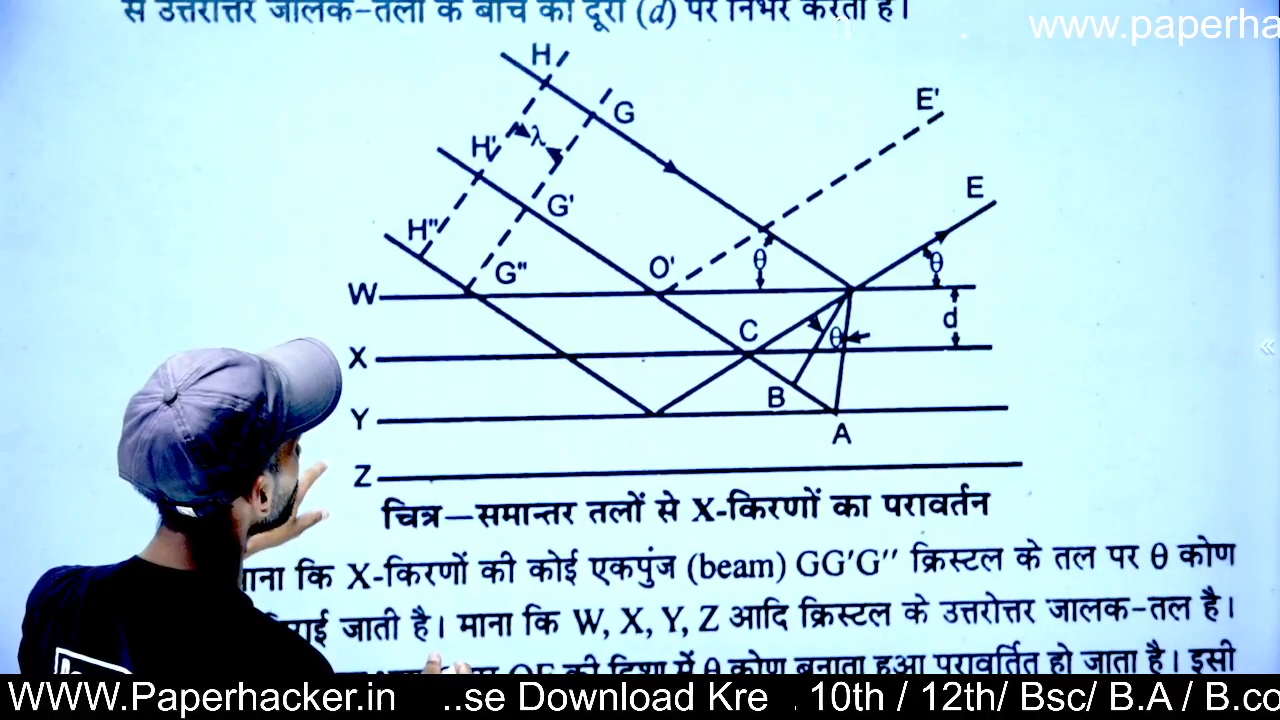 से उत्तरोत्तर जालक-तलों के बीच की दूरी (d) पर निर्भर करता है।
www.paperha
H
G
E'
H'
λ
G'
E
H"
G"
O'
θ
θ
W
d
C
θ
X
B
Y
A
Z
चित्र—समान्तर तलों से X-किरणों का परावर्तन
माना कि X-किरणों की कोई एकपुंज (beam) GG′G″ क्रिस्टल के तल पर θ कोण
जाती है। माना कि W, X, Y, Z आदि क्रिस्टल के उत्तरोत्तर जालक-तल है।
OE की दिशा में θ कोण बनाता हुआ परावर्तित हो जाता है। इसी
WWW.Paperhacker.in ..se Download Kre . 10th / 12th/ Bsc/ B.A / B.co